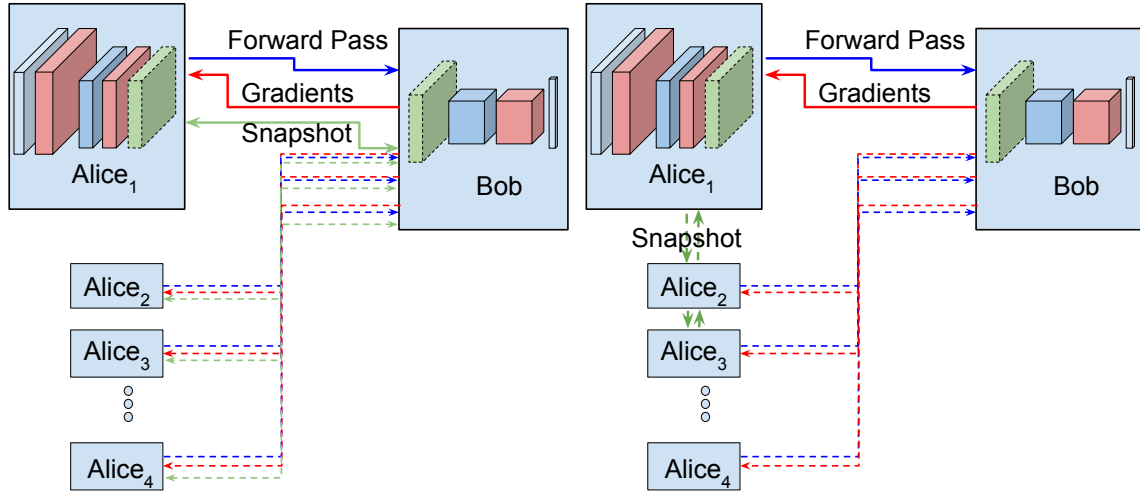 Forward Pass
Gradients
Snapshot
Alice₁
Bob
Alice₂
Alice₃
Alice₄
Forward Pass
Gradients
Alice₁
Bob
Snapshot
Alice₂
Alice₃
Alice₄